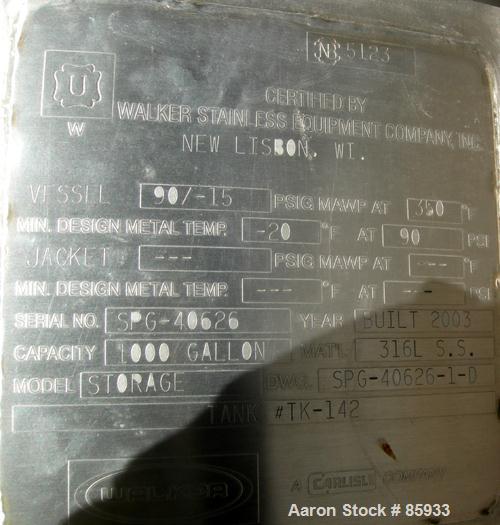 N 5123
U
W
CERTIFIED BY
WALKER STAINLESS EQUIPMENT COMPANY, INC.
NEW LISBON, WI.
VESSEL 90/-15 PSIG MAWP AT 350 °F
MIN. DESIGN METAL TEMP. -20 °F AT 90 PSI
JACKET --- PSIG MAWP AT --- °F
MIN. DESIGN METAL TEMP. --- °F AT --- PSI
SERIAL NO. SPG-40626 YEAR BUILT 2003
CAPACITY 1000 GALLON MAT'L 316L S.S.
MODEL STORAGE DWG. SPG-40626-1-D
TANK #TK-142
WALKER A CARLISLE COMPANY
Aaron Stock # 85933